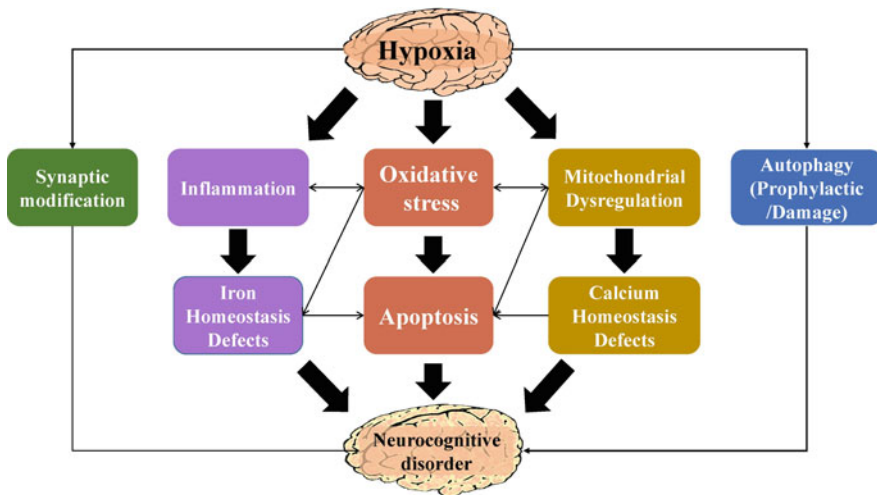 Hypoxia
Synaptic
modification
Inflammation
Oxidative
stress
Mitochondrial
Dysregulation
Autophagy
(Prophylactic
/Damage)
Iron
Homeostasis
Defects
Apoptosis
Calcium
Homeostasis
Defects
Neurocognitive
disorder